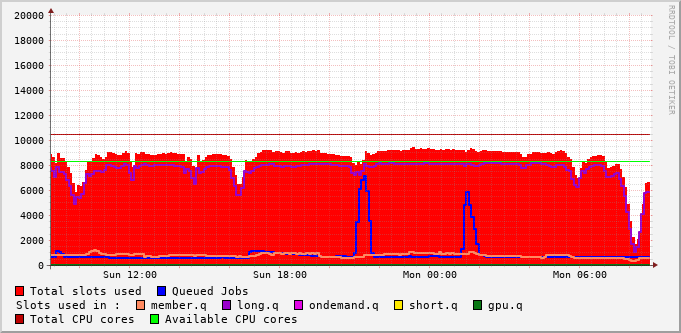 20000
18000
16000
14000
12000
10000
8000
6000
4000
2000
0
Sun 12:00 Sun 18:00 Mon 00:00 Mon 06:00
RRDTOOL / TOBI OETIKER
Total slots used Queued Jobs
Slots used in : member.q long.q ondemand.q short.q gpu.q
Total CPU cores Available CPU cores